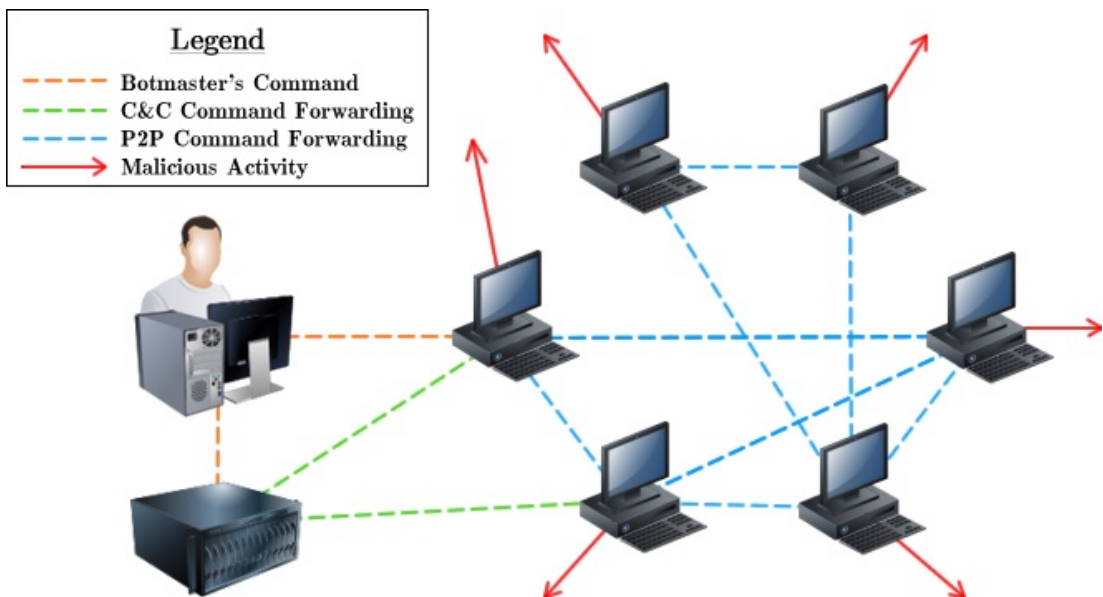 Legend
Botmaster's Command
C&C Command Forwarding
P2P Command Forwarding
Malicious Activity